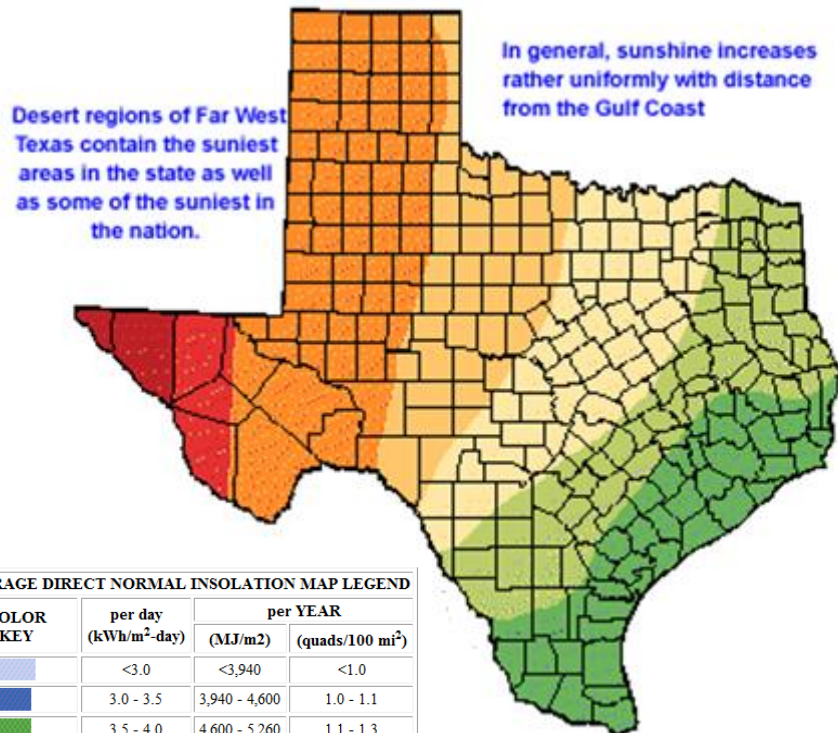 In general, sunshine increases
rather uniformly with distance
from the Gulf Coast
Desert regions of Far West
Texas contain the suniest
areas in the state as well
as some of the suniest in
the nation.
RAGE DIRECT NORMAL INSOLATION MAP LEGEND
OLOR KEY per day (kWh/m²-day) per YEAR
(MJ/m2) (quads/100 mi²)
<3.0 <3,940 <1.0
3.0 - 3.5 3,940 - 4,600 1.0 - 1.1
3.5 - 4.0 4,600 - 5,260 1.1 - 1.3